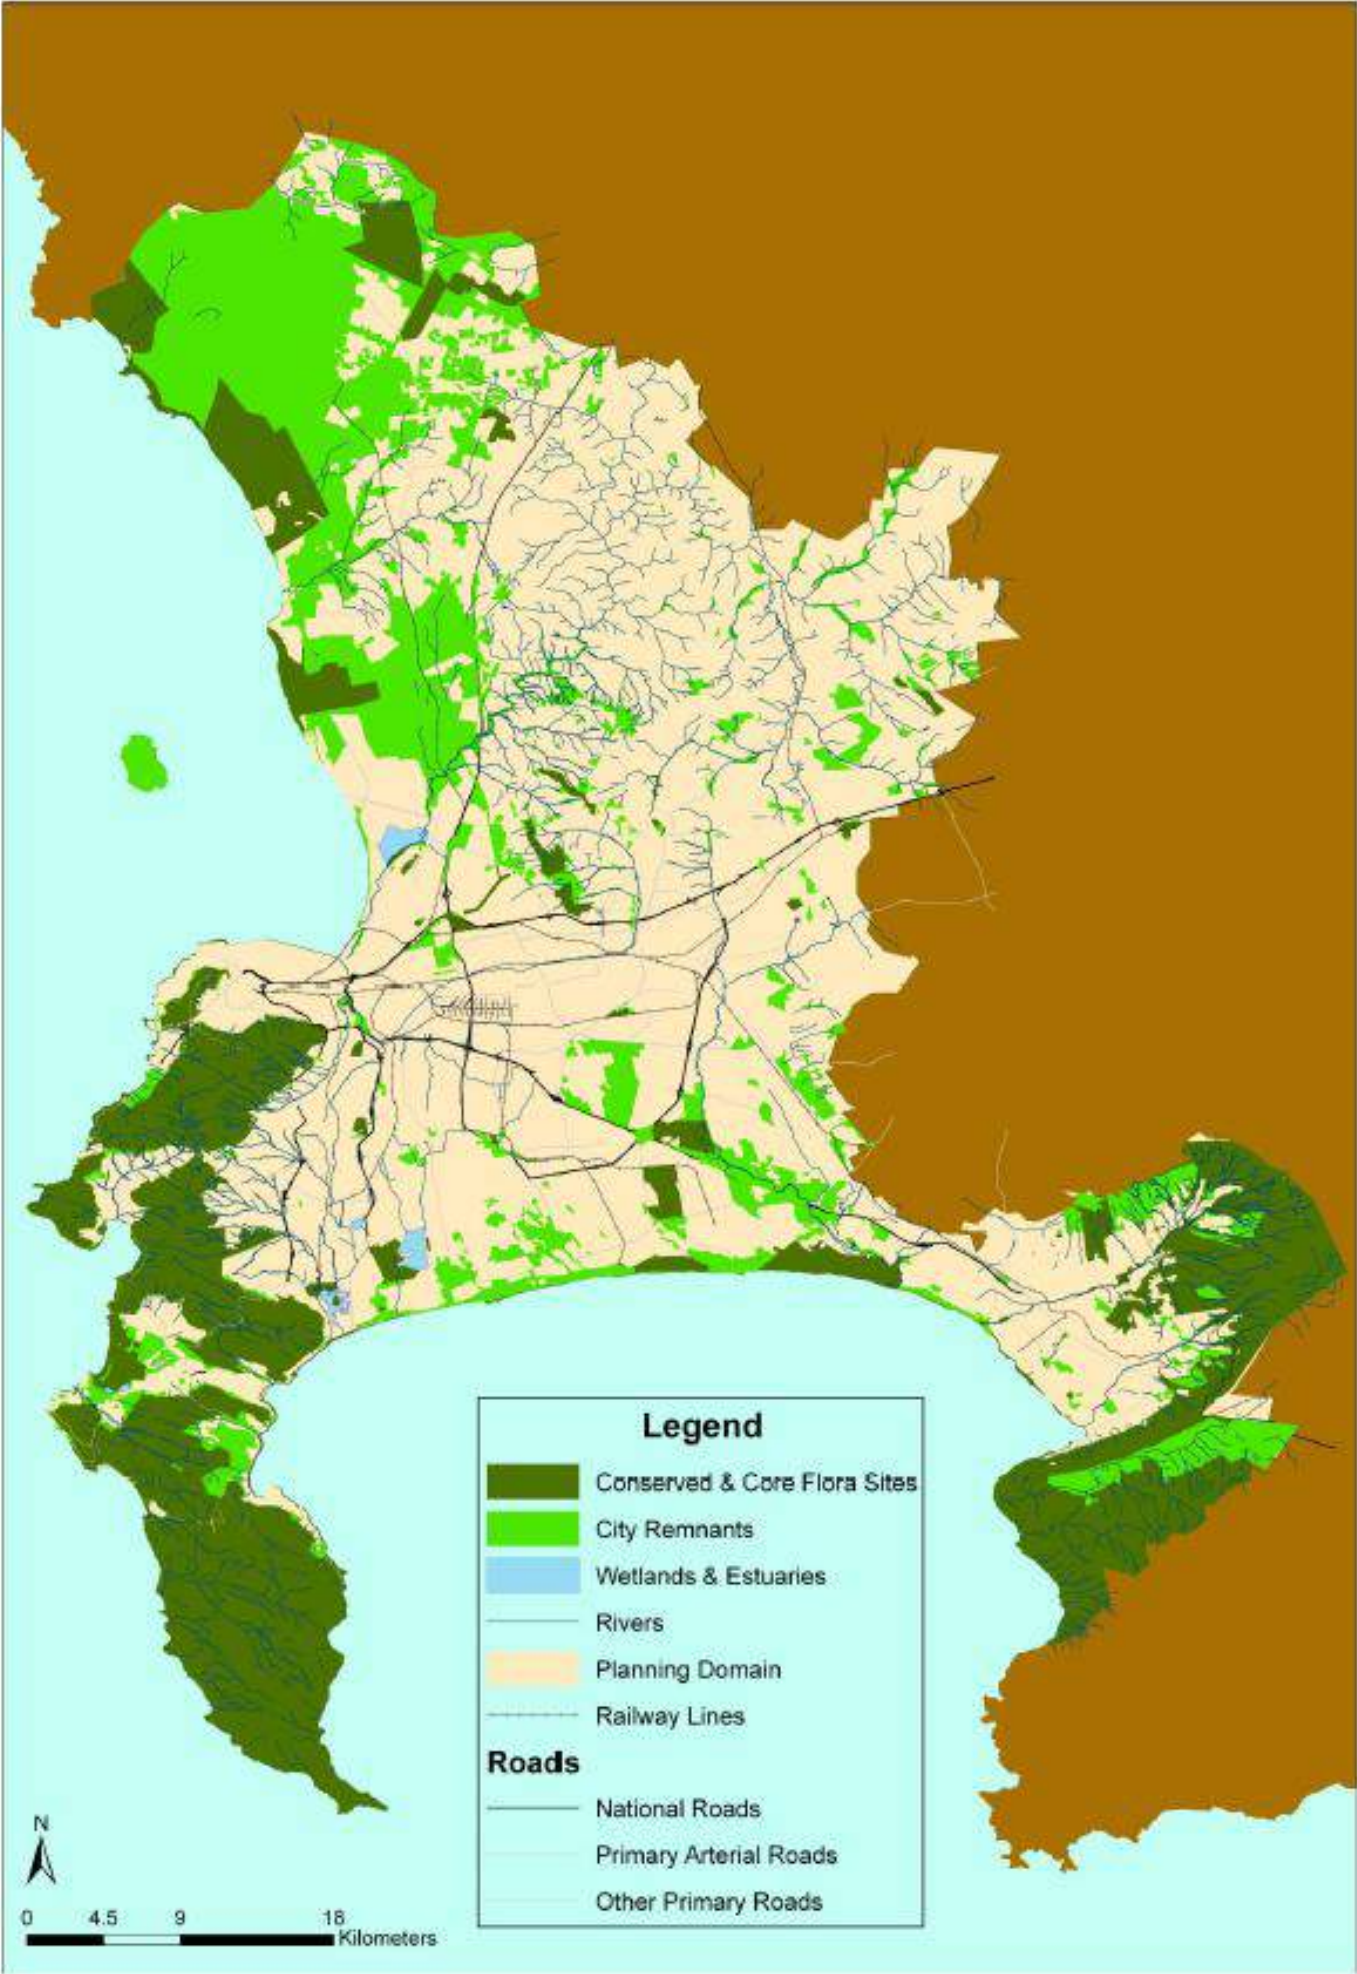 Legend
Conserved & Core Flora Sites
City Remnants
Wetlands & Estuaries
Rivers
Planning Domain
Railway Lines
Roads
National Roads
Primary Arterial Roads
Other Primary Roads
N
0 4.5 9 18
Kilometers